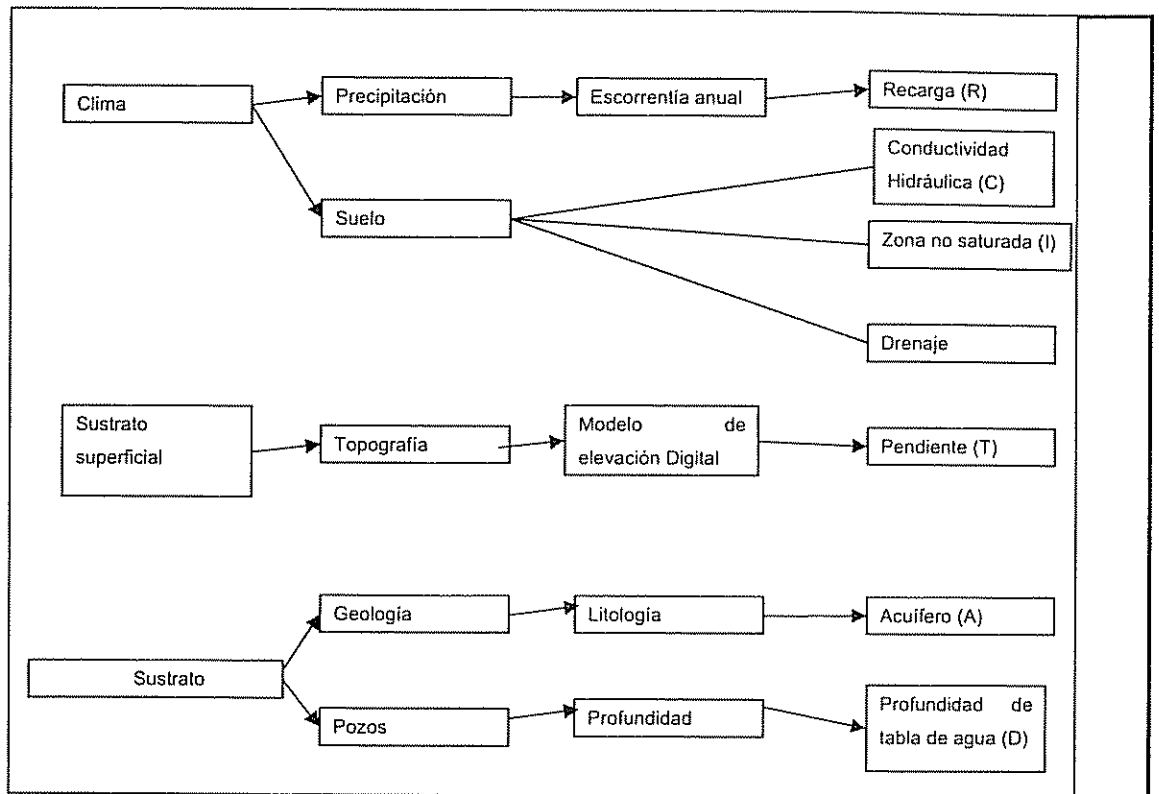 Clima
Precipitación
Escorrentía anual
Recarga (R)
Conductividad
Hidráulica (C)
Suelo
Zona no saturada (I)
Drenaje
Sustrato
superficial
Topografía
Modelo de
elevación Digital
Pendiente (T)
Geología
Litología
Acuífero (A)
Sustrato
Pozos
Profundidad
Profundidad de
tabla de agua (D)